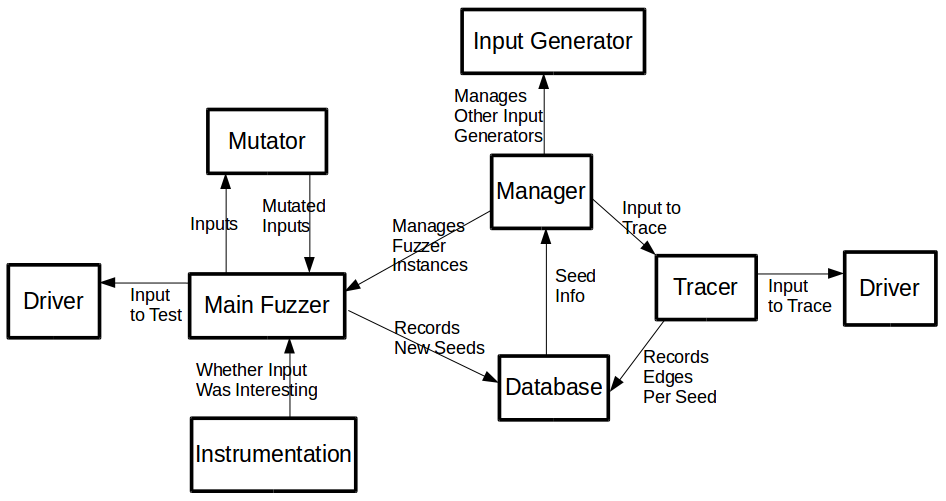 Input Generator
Manages
Other Input
Generators
Mutator
Manager
Inputs
Mutated
Inputs
Manages
Fuzzer
Instances
Input to
Trace
Driver
Input
to Test
Main Fuzzer
Seed
Info
Tracer
Input
to Trace
Driver
Records
New Seeds
Whether Input
Was Interesting
Database
Records
Edges
Per Seed
Instrumentation